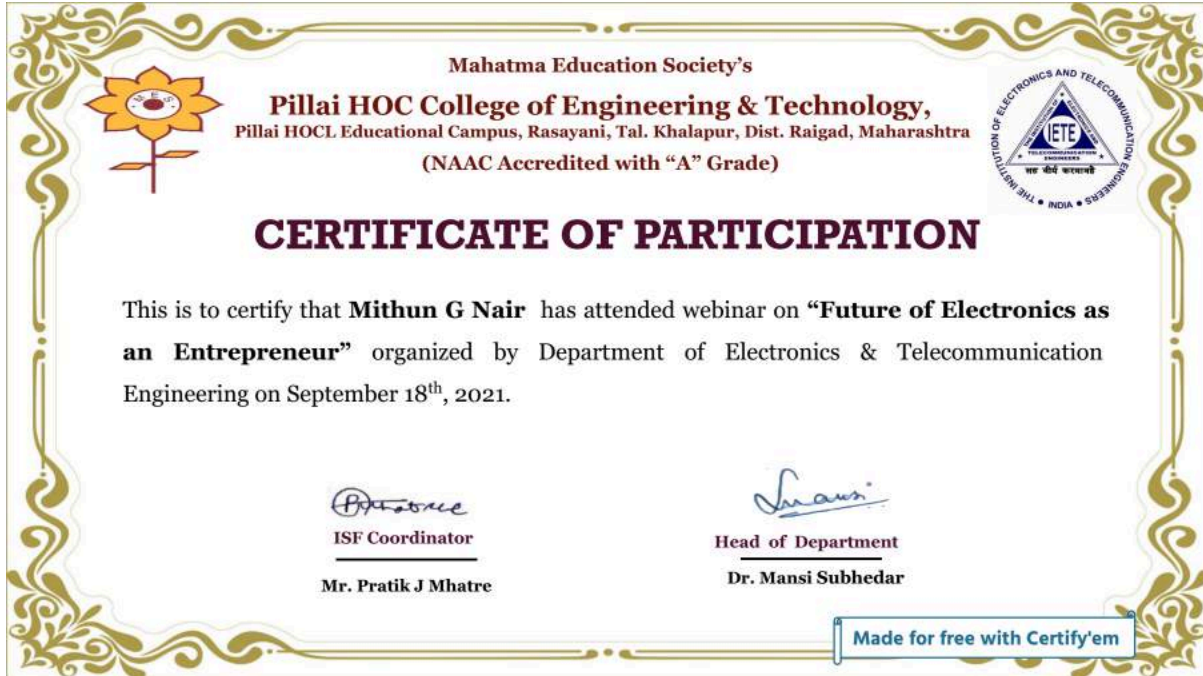 Mahatma Education Society's
Pillai HOC College of Engineering & Technology,
Pillai HOCL Educational Campus, Rasayani, Tal. Khalapur, Dist. Raigad, Maharashtra
(NAAC Accredited with “A” Grade)
MES
THE INSTITUTION OF ELECTRONICS AND TELECOMMUNICATION ENGINEERS
IETE
TELECOMMUNICATION
ENGINEERS
INDIA
CERTIFICATE OF PARTICIPATION
This is to certify that Mithun G Nair has attended webinar on “Future of Electronics as
an Entrepreneur” organized by Department of Electronics & Telecommunication
Engineering on September 18th, 2021.
ISF Coordinator
Mr. Pratik J Mhatre
Mansi
Head of Department
Dr. Mansi Subhedar
Made for free with Certify'em